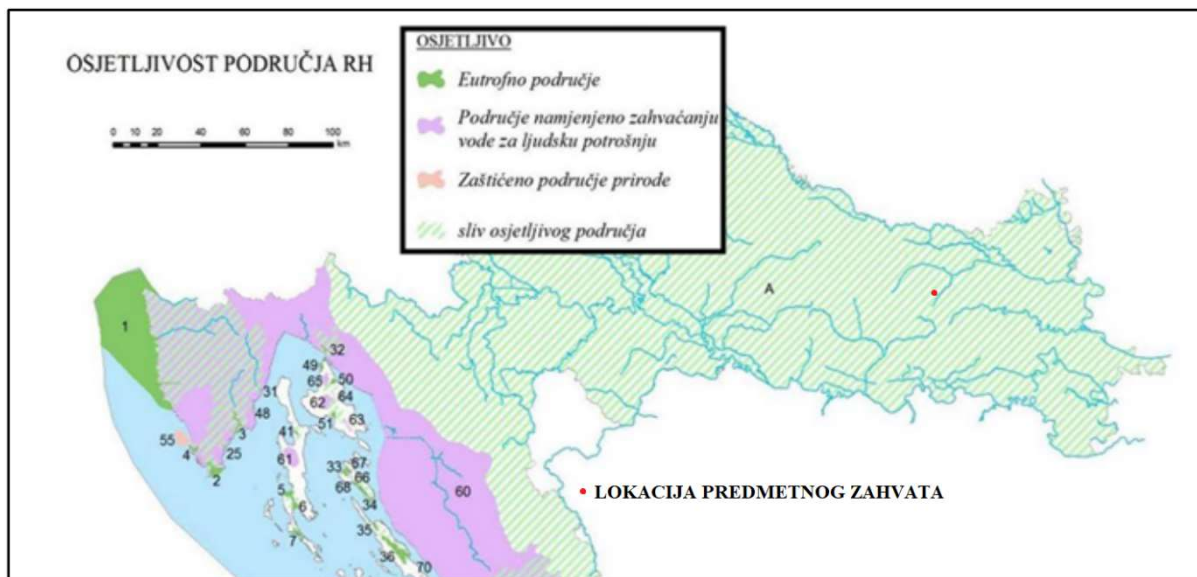 OSJETLJIVOST PODRUČJA RH
0 10 20 40 60 80 100
km
OSJETLJIVO
Eutrofno područje
Područje namjenjeno zahvaćanju
vode za ljudsku potrošnju
Zaštićeno područje prirode
sliv osjetljivog područja
A
1
32
49
65
50
31
62
64
48
51
63
41
3
55
4
25
61
2
33
67
66
68
5
6
34
60
LOKACIJA PREDMETNOG ZAHVATA
35
7
36
70